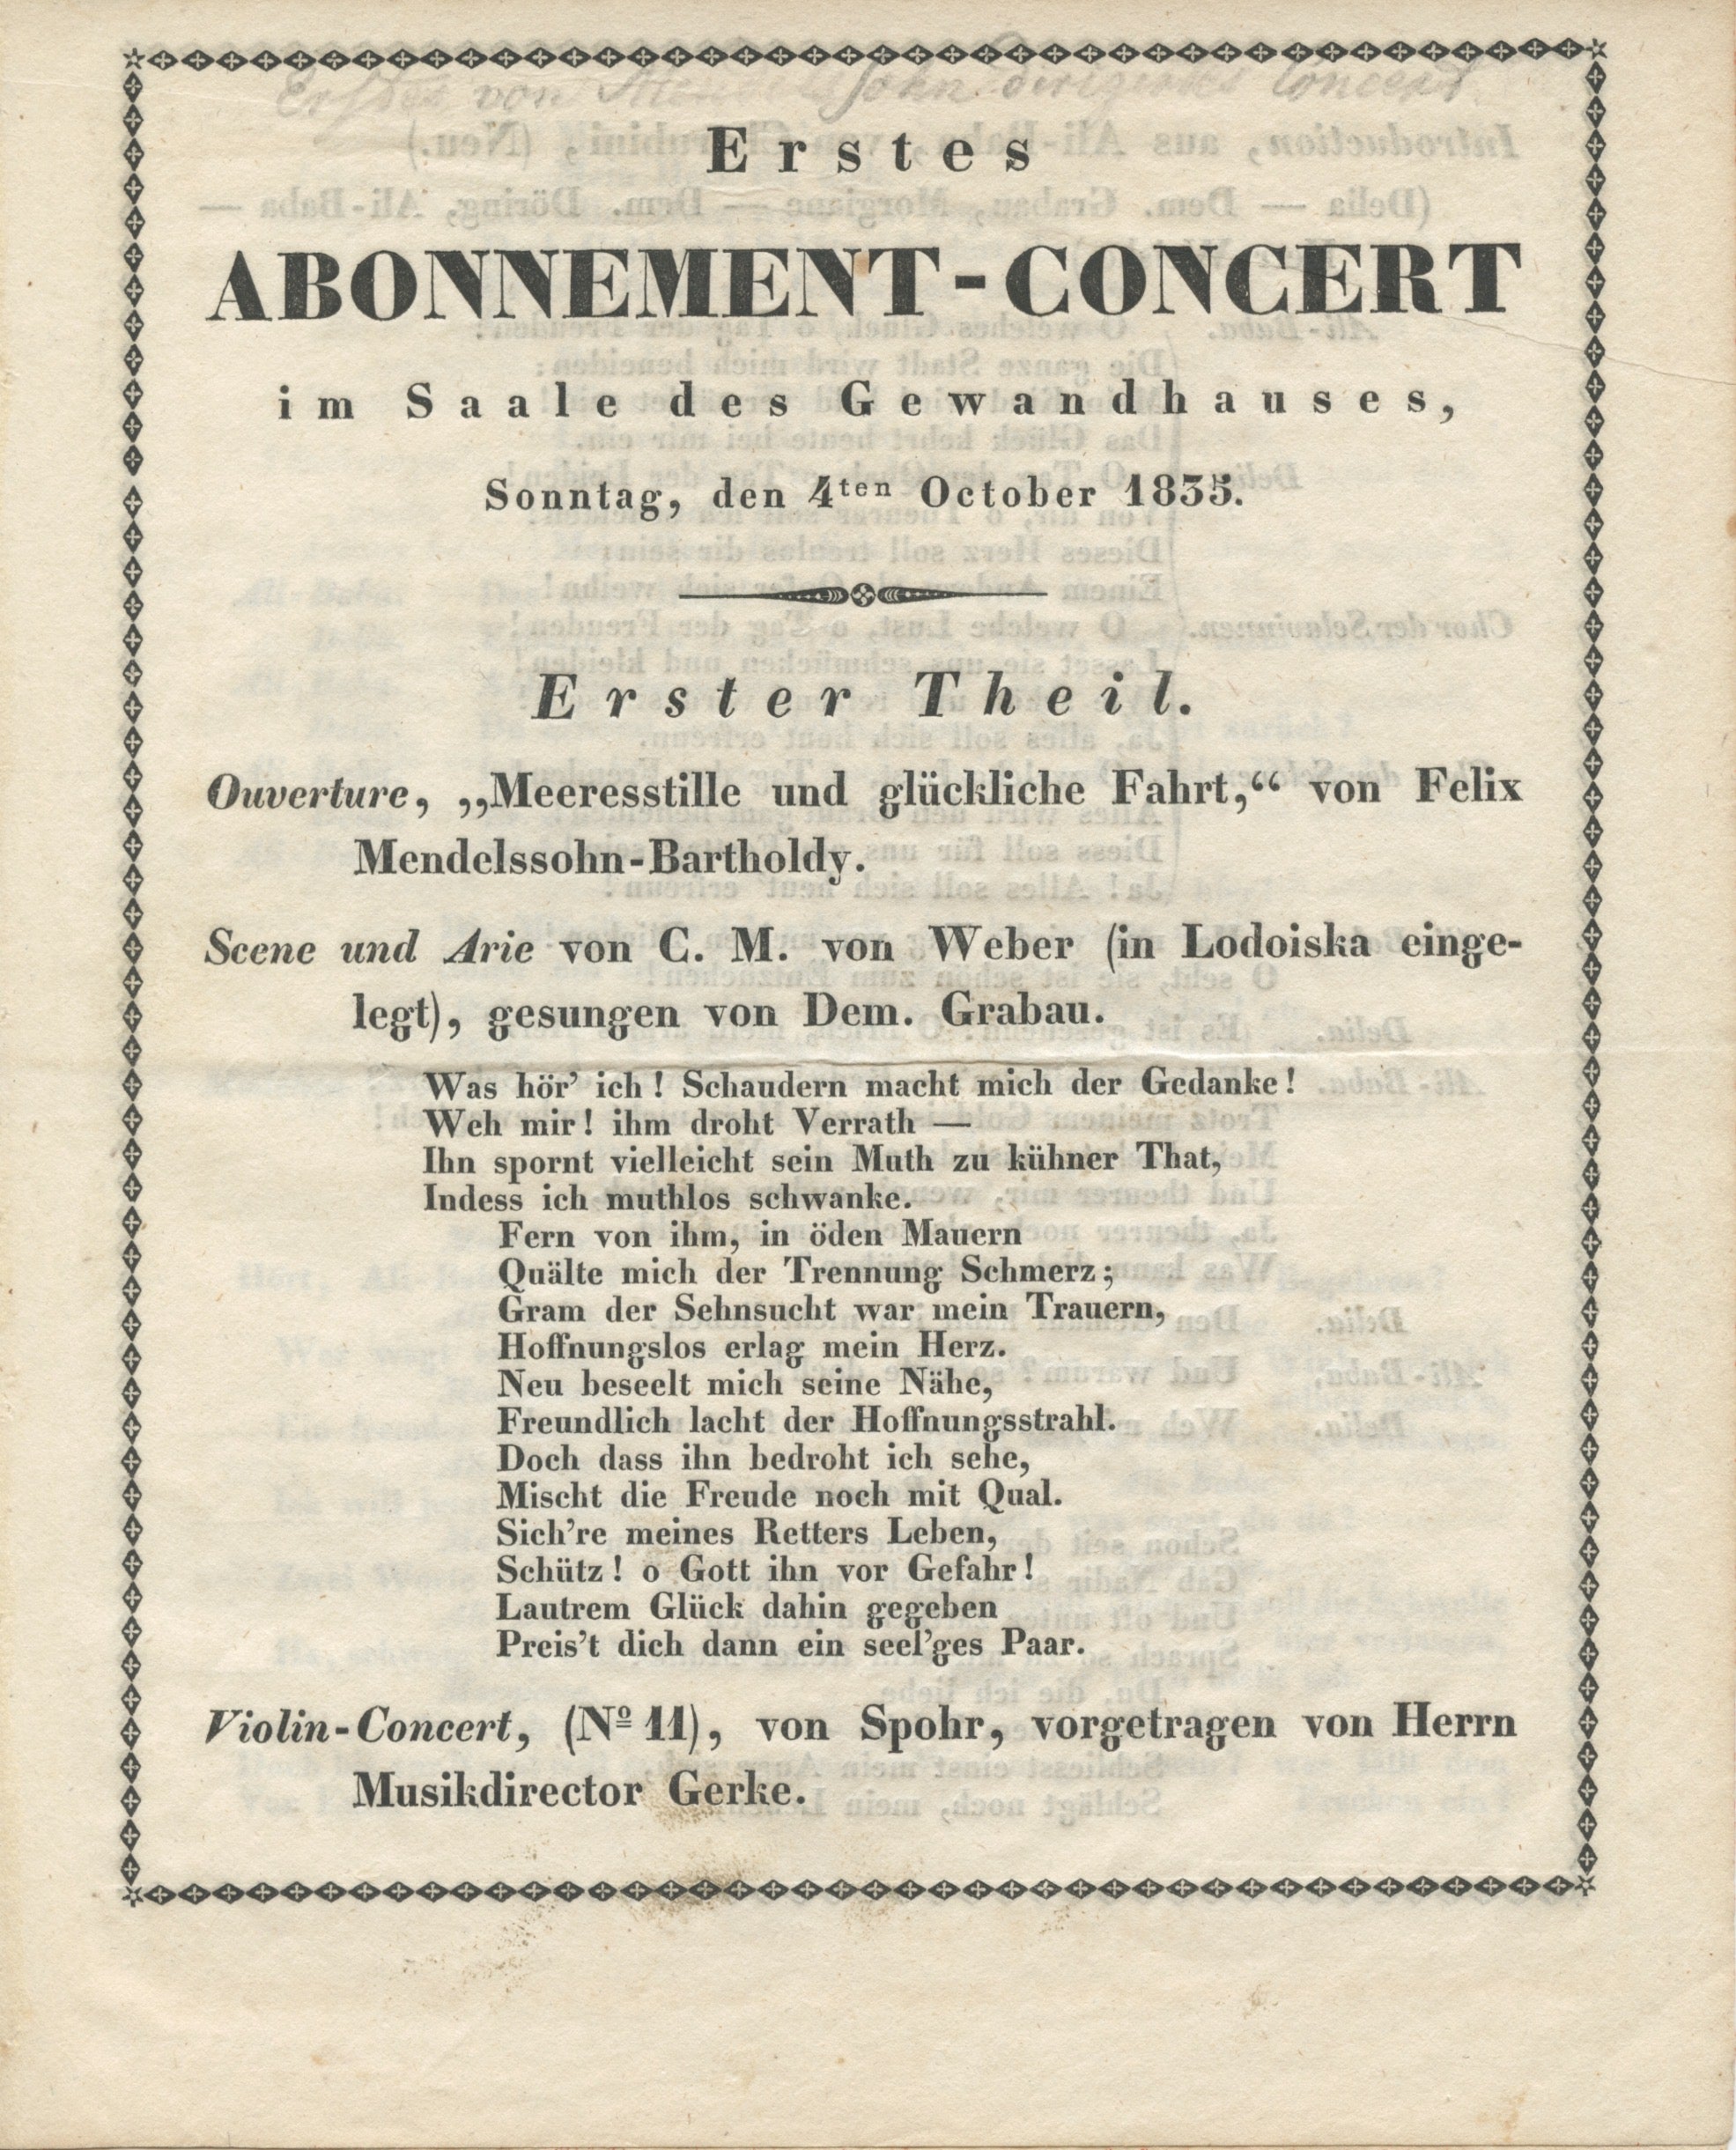 Erstes von Mendelssohn dirigirtes Concert
Erstes
ABONNEMENT-CONCERT
im Saale des Gewandhauses,
Sonntag, den 4ten October 1835.
Erster Theil.
Ouverture, „Meeresstille und glückliche Fahrt,“ von Felix
Mendelssohn-Bartholdy.
Scene und Arie von C. M. von Weber (in Lodoiska einge-
legt), gesungen von Dem. Grabau.
Was hör’ ich! Schaudern macht mich der Gedanke!
Weh mir! ihm droht Verrath —
Ihn spornt vielleicht sein Muth zu kühner That,
Indess ich muthlos schwanke.
Fern von ihm, in öden Mauern
Quälte mich der Trennung Schmerz;
Gram der Sehnsucht war mein Trauern,
Hoffnungslos erlag mein Herz.
Neu beseelt mich seine Nähe,
Freundlich lacht der Hoffnungsstrahl.
Doch dass ihn bedroht ich sehe,
Mischt die Freude noch mit Qual.
Sich’re meines Retters Leben,
Schütz! o Gott ihn vor Gefahr!
Lautrem Glück dahin gegeben
Preis’t dich dann ein seel’ges Paar.
Violin-Concert, (Nº 11), von Spohr, vorgetragen von Herrn
Musikdirector Gerke.